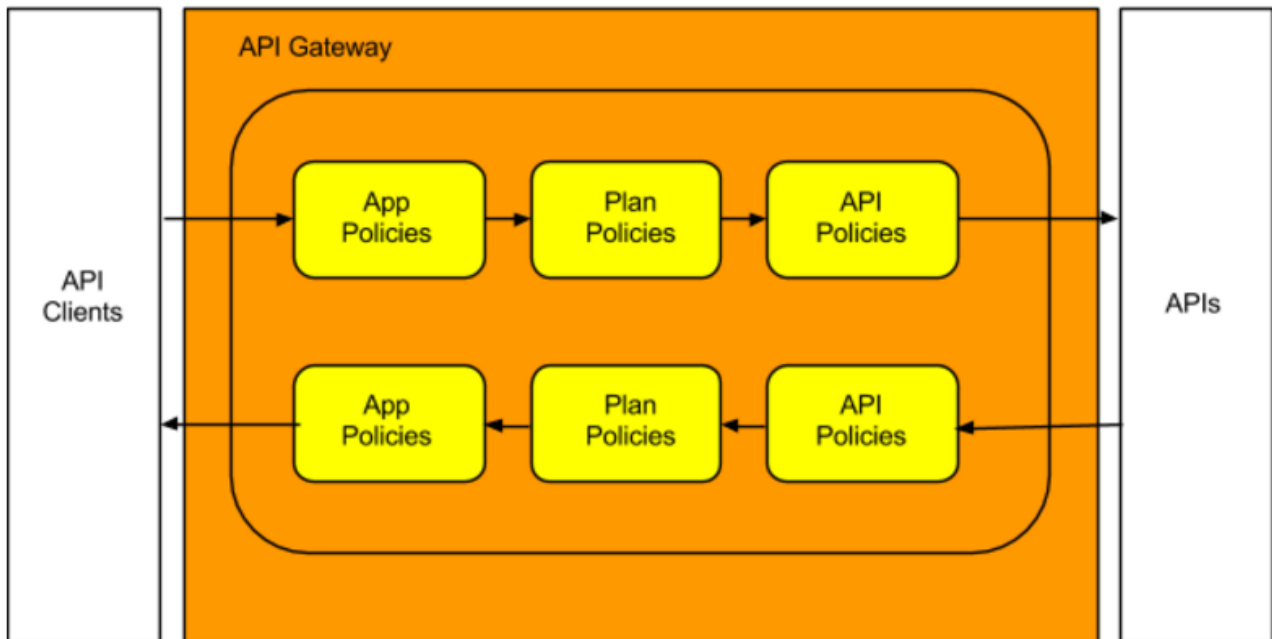 API Gateway
App
Policies
Plan
Policies
API
Policies
API
Clients
APIs
App
Policies
Plan
Policies
API
Policies